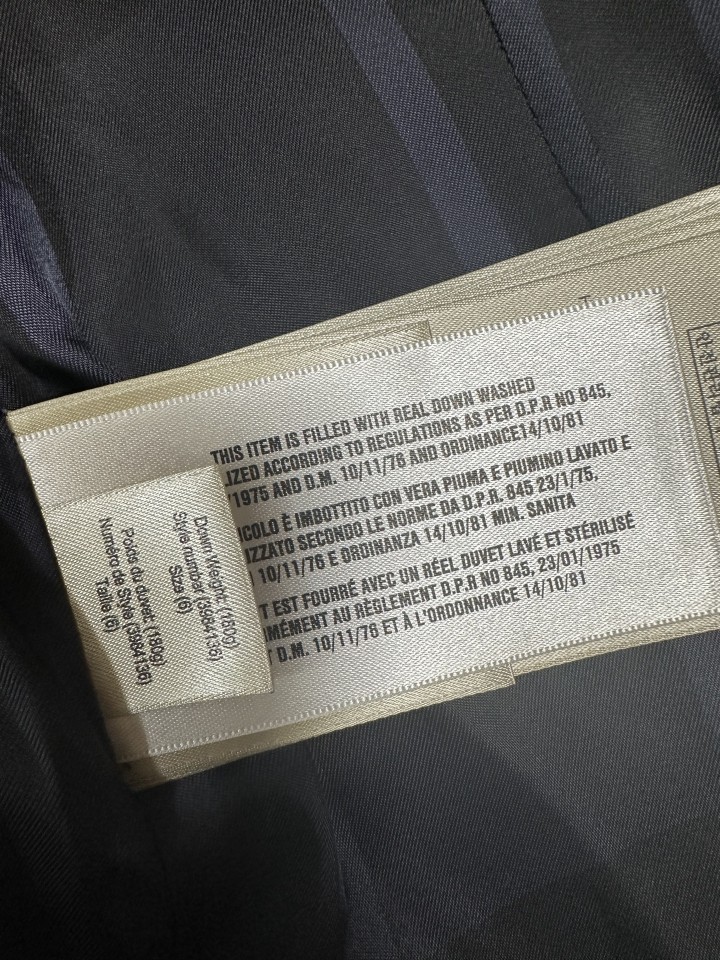 THIS ITEM IS FILLED WITH REAL DOWN WASHED
LIZED ACCORDING TO REGULATIONS AS PER D.P.R NO 845,
/1975 AND D.M. 10/11/76 AND ORDINANCE14/10/81
ICOLO È IMBOTTITO CON VERA PIUMA E PIUMINO LAVATO E
IZZATO SECONDO LE NORME DA D.P.R. 845 23/1/75,
10/11/76 E ORDINANZA 14/10/81 MIN. SANITA
T EST FOURRÉ AVEC UN RÉEL DUVET LAVÉ ET STÉRILISÉ
MÉMENT AU RÈGLEMENT D.P.R NO 845, 23/01/1975
D.M. 10/11/76 ET À L'ORDONNANCE 14/10/81
Down Weight: (180g)
Style number (3984136)
Size (6)
Poids du duvet: (180g)
Numéro de Style (3984136)
Taille (6)